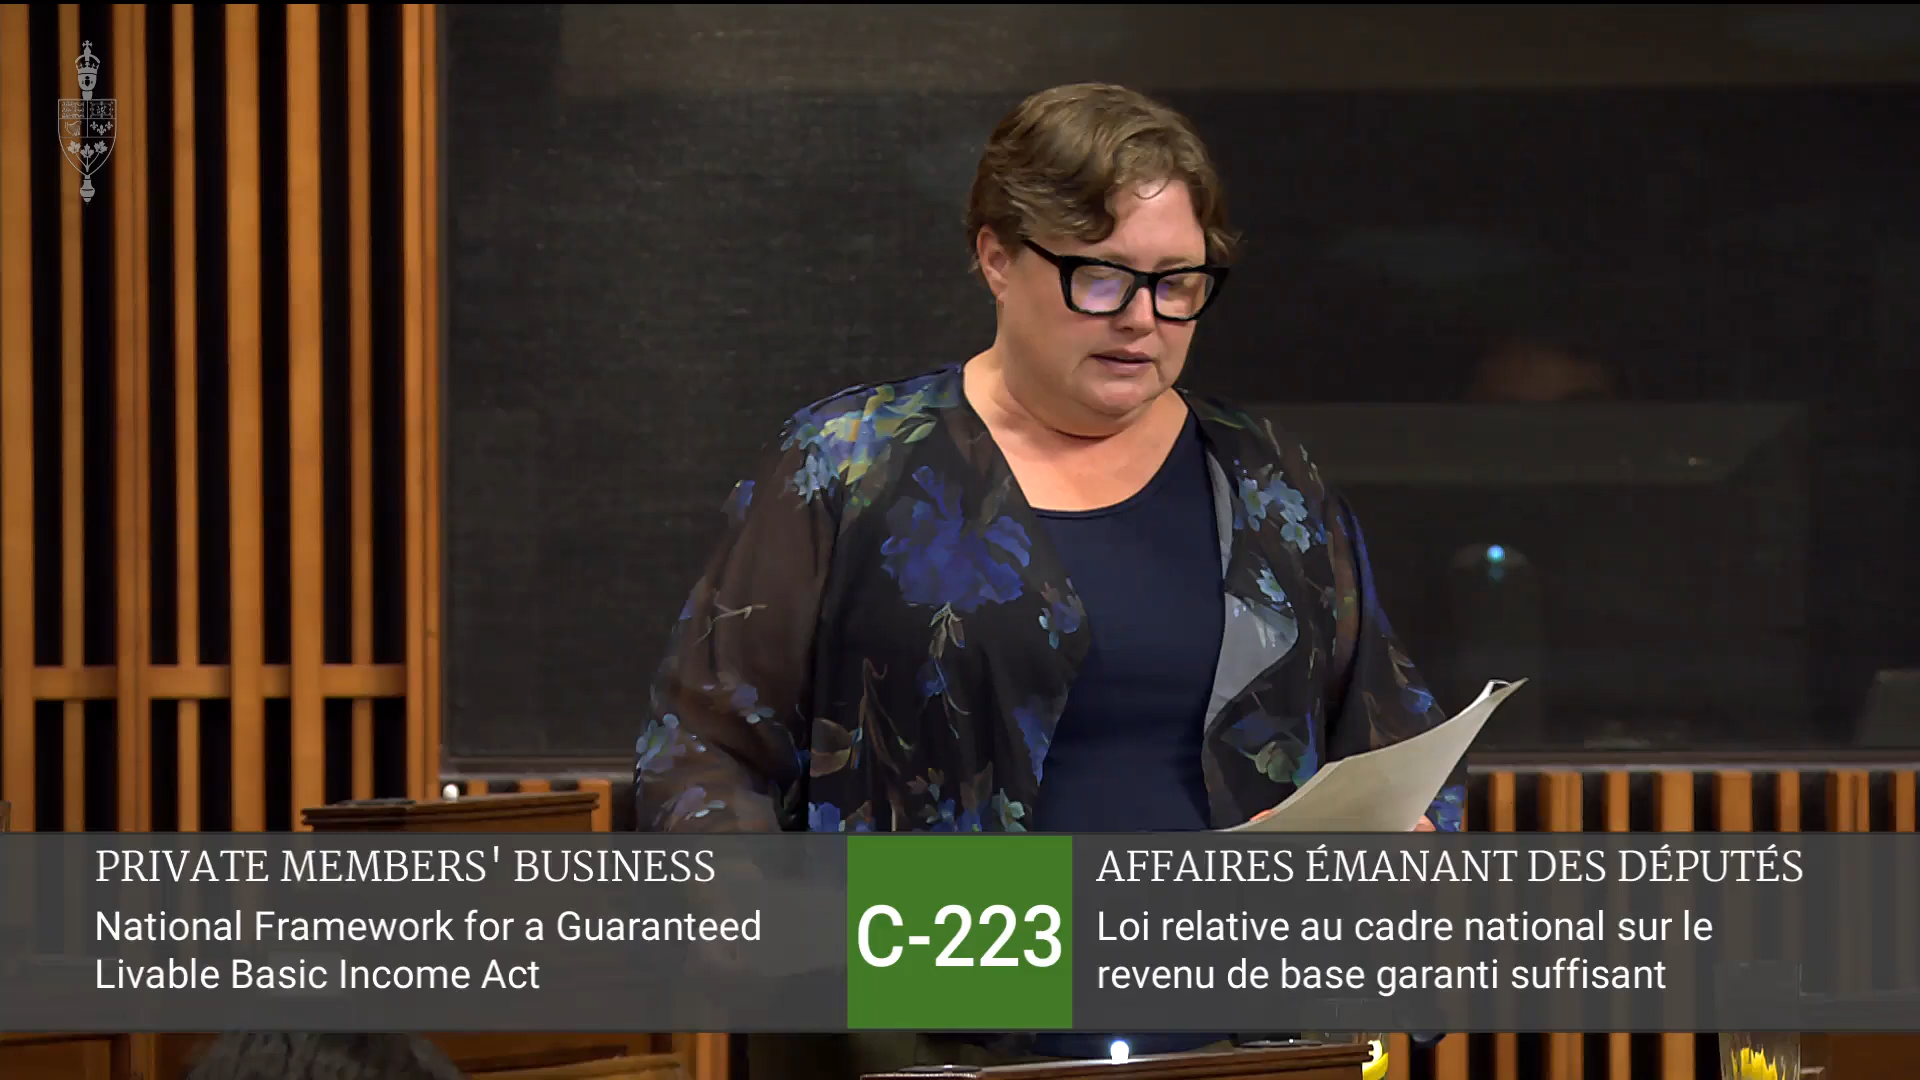 PRIVATE MEMBERS' BUSINESS
National Framework for a Guaranteed
Livable Basic Income Act
C-223
AFFAIRES ÉMANANT DES DÉPUTÉS
Loi relative au cadre national sur le
revenu de base garanti suffisant